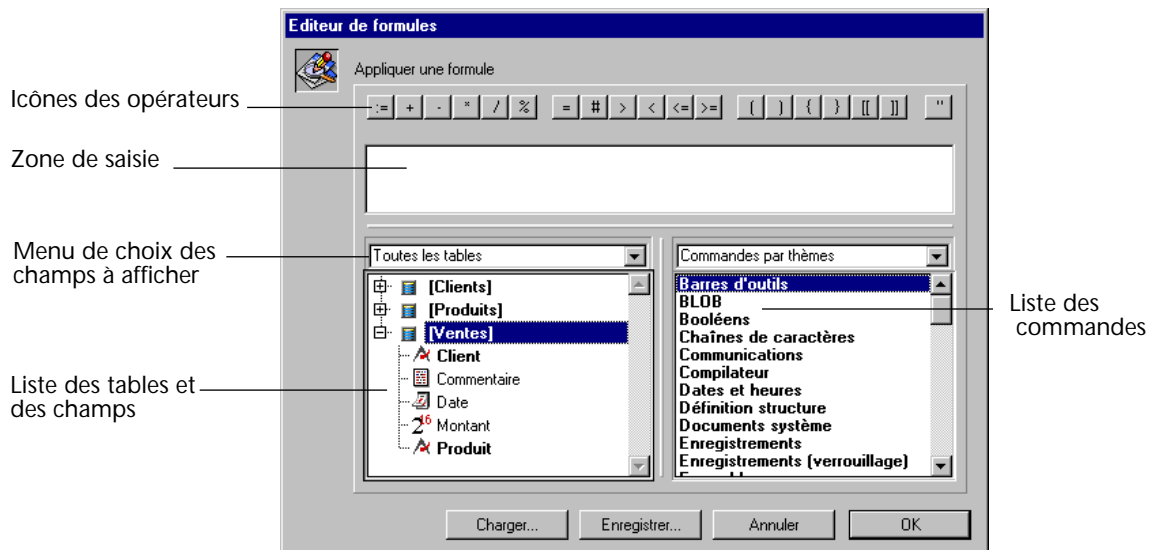 Editeur de formules
Appliquer une formule
Icônes des opérateurs
:= + - * / % = # > < <= >= ( ) { } [[ ]] "
Zone de saisie
Menu de choix des
champs à afficher
Toutes les tables
Commandes par thèmes
[Clients]
[Produits]
[Ventes]
Client
Commentaire
Date
2¹⁶ Montant
Produit
Liste des tables et
des champs
Barres d'outils
BLOB
Booléens
Chaînes de caractères
Communications
Compilateur
Dates et heures
Définition structure
Documents système
Enregistrements
Enregistrements (verrouillage)
Liste des
commandes
Charger...
Enregistrer...
Annuler
OK